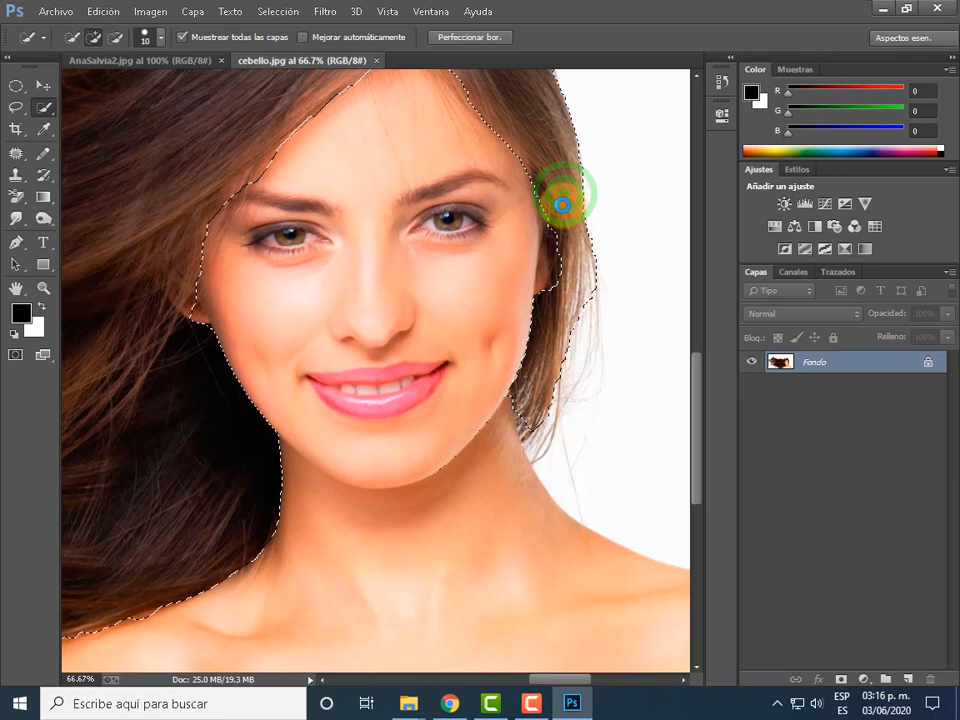 Ps Archivo Edición Imagen Capa Texto Selección Filtro 3D Vista Ventana Ayuda
10 Muestrear todas las capas Mejorar automáticamente Perfeccionar bor. Aspectos esen.
AnaSalvia2.jpg al 100% (RGB/8#) × cebello.jpg al 66.7% (RGB/8#) ×
Color Muestras
R 0
G 0
B 0
Ajustes Estilos
Añadir un ajuste
Capas Canales Trazados
Tipo
Normal Opacidad: 100%
Bloq.: Relleno: 100%
Fondo
66.67% Doc: 25.0 MB/19.3 MB
Escribe aquí para buscar
ESP 03:16 p. m.
ES 03/06/2020